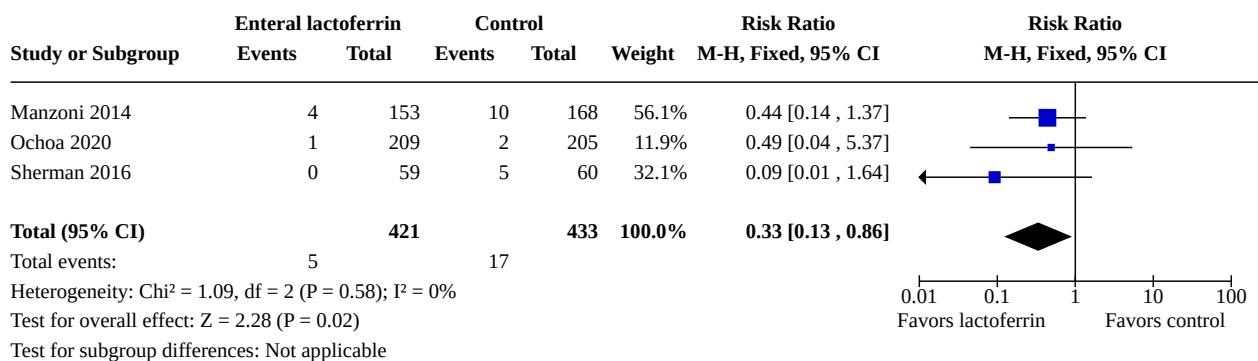 Enteral lactoferrin Control Risk Ratio Risk Ratio
Study or Subgroup Events Total Events Total Weight M-H, Fixed, 95% CI M-H, Fixed, 95% CI
Manzoni 2014 4 153 10 168 56.1% 0.44 [0.14 , 1.37]
Ochoa 2020 1 209 2 205 11.9% 0.49 [0.04 , 5.37]
Sherman 2016 0 59 5 60 32.1% 0.09 [0.01 , 1.64]
Total (95% CI) 421 433 100.0% 0.33 [0.13 , 0.86]
Total events: 5 17
Heterogeneity: Chi² = 1.09, df = 2 (P = 0.58); I² = 0%
0.01 0.1 1 10 100
Test for overall effect: Z = 2.28 (P = 0.02)
Favors lactoferrin Favors control
Test for subgroup differences: Not applicable